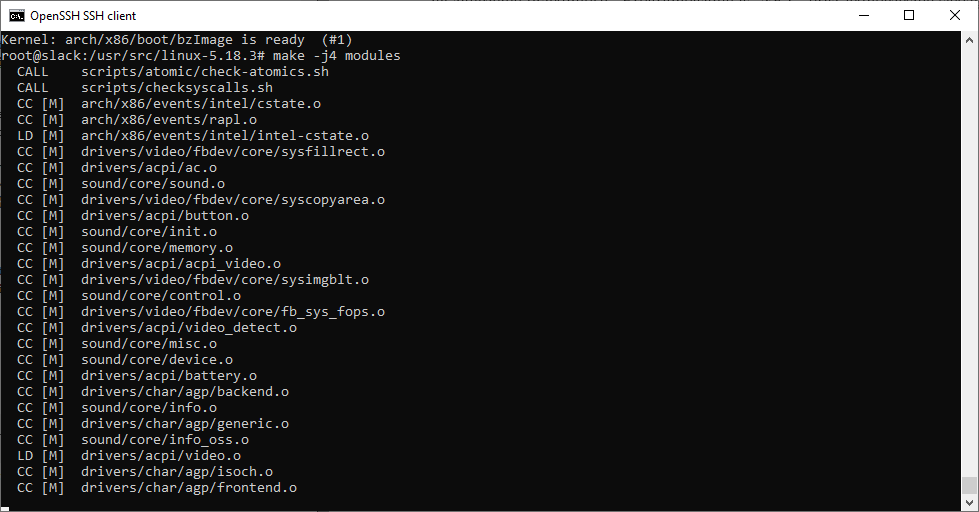 OpenSSH SSH client
Kernel: arch/x86/boot/bzImage is ready  (#1)
root@slack:/usr/src/linux-5.18.3# make -j4 modules
  CALL    scripts/atomic/check-atomics.sh
  CALL    scripts/checksyscalls.sh
  CC [M]  arch/x86/events/intel/cstate.o
  CC [M]  arch/x86/events/rapl.o
  LD [M]  arch/x86/events/intel/intel-cstate.o
  CC [M]  drivers/video/fbdev/core/sysfillrect.o
  CC [M]  drivers/acpi/ac.o
  CC [M]  sound/core/sound.o
  CC [M]  drivers/video/fbdev/core/syscopyarea.o
  CC [M]  drivers/acpi/button.o
  CC [M]  sound/core/init.o
  CC [M]  sound/core/memory.o
  CC [M]  drivers/acpi/acpi_video.o
  CC [M]  drivers/video/fbdev/core/sysimgblt.o
  CC [M]  sound/core/control.o
  CC [M]  drivers/video/fbdev/core/fb_sys_fops.o
  CC [M]  drivers/acpi/video_detect.o
  CC [M]  sound/core/misc.o
  CC [M]  sound/core/device.o
  CC [M]  drivers/acpi/battery.o
  CC [M]  drivers/char/agp/backend.o
  CC [M]  sound/core/info.o
  CC [M]  drivers/char/agp/generic.o
  CC [M]  sound/core/info_oss.o
  LD [M]  drivers/acpi/video.o
  CC [M]  drivers/char/agp/isoch.o
  CC [M]  drivers/char/agp/frontend.o